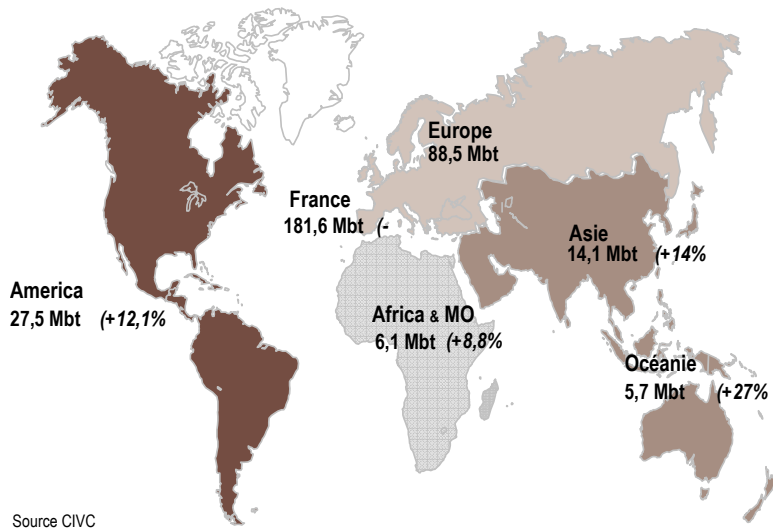 Europe
88,5 Mbt
France
181,6 Mbt (-
Asie
14,1 Mbt (+14%
America
27,5 Mbt (+12,1%
Africa & MO
6,1 Mbt (+8,8%
Océanie
5,7 Mbt (+27%
Source CIVC